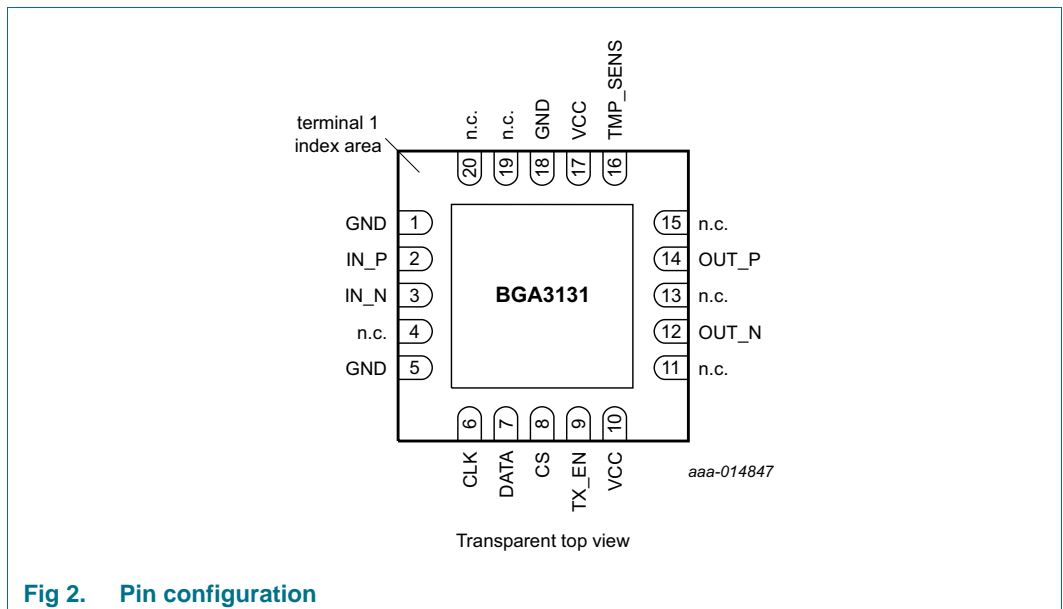 terminal 1
index area
n.c.
n.c.
GND
VCC
TMP_SENS
20
19
18
17
16
GND 1
IN_P 2
IN_N 3
n.c. 4
GND 5
BGA3131
15 n.c.
14 OUT_P
13 n.c.
12 OUT_N
11 n.c.
6
7
8
9
10
CLK
DATA
CS
TX_EN
VCC
aaa-014847
Transparent top view
Fig 2. Pin configuration